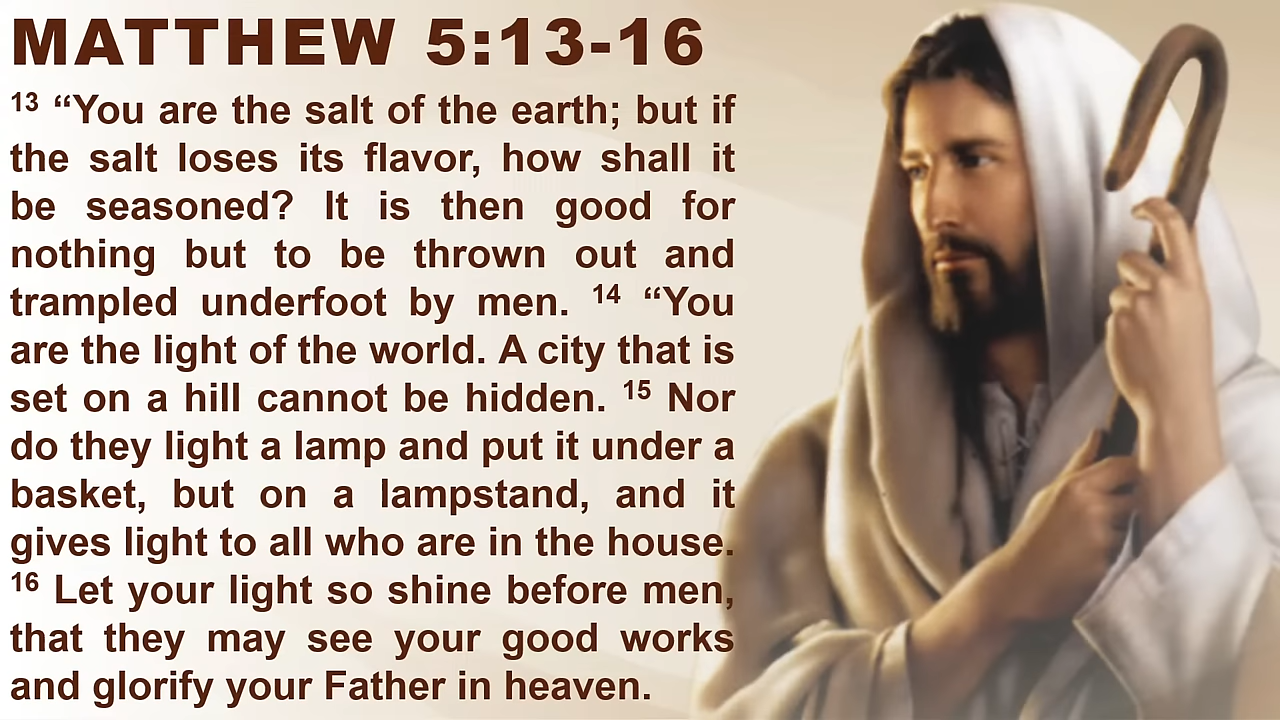 MATTHEW 5:13-16
13 “You are the salt of the earth; but if
the salt loses its flavor, how shall it
be seasoned? It is then good for
nothing but to be thrown out and
trampled underfoot by men. 14 “You
are the light of the world. A city that is
set on a hill cannot be hidden. 15 Nor
do they light a lamp and put it under a
basket, but on a lampstand, and it
gives light to all who are in the house.
16 Let your light so shine before men,
that they may see your good works
and glorify your Father in heaven.